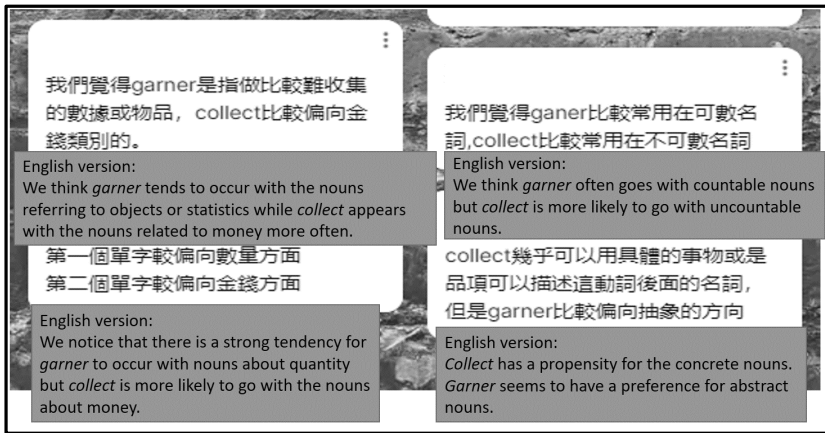 我們覺得garner是指做比較難收集
的數據或物品，collect比較偏向金
錢類別的。
English version:
We think garner tends to occur with the nouns
referring to objects or statistics while collect appears
with the nouns related to money more often.
第一個單字較偏向數量方面
第二個單字較偏向金錢方面
English version:
We notice that there is a strong tendency for
garner to occur with nouns about quantity
but collect is more likely to go with the nouns
about money.
我們覺得ganer比較常用在可數名
詞,collect比較常用在不可數名詞
English version:
We think garner often goes with countable nouns
but collect is more likely to go with uncountable
nouns.
collect幾乎可以用具體的事物或是
品項可以描述這動詞後面的名詞，
但是garner比較偏向抽象的方向
English version:
Collect has a propensity for the concrete nouns.
Garner seems to have a preference for abstract
nouns.